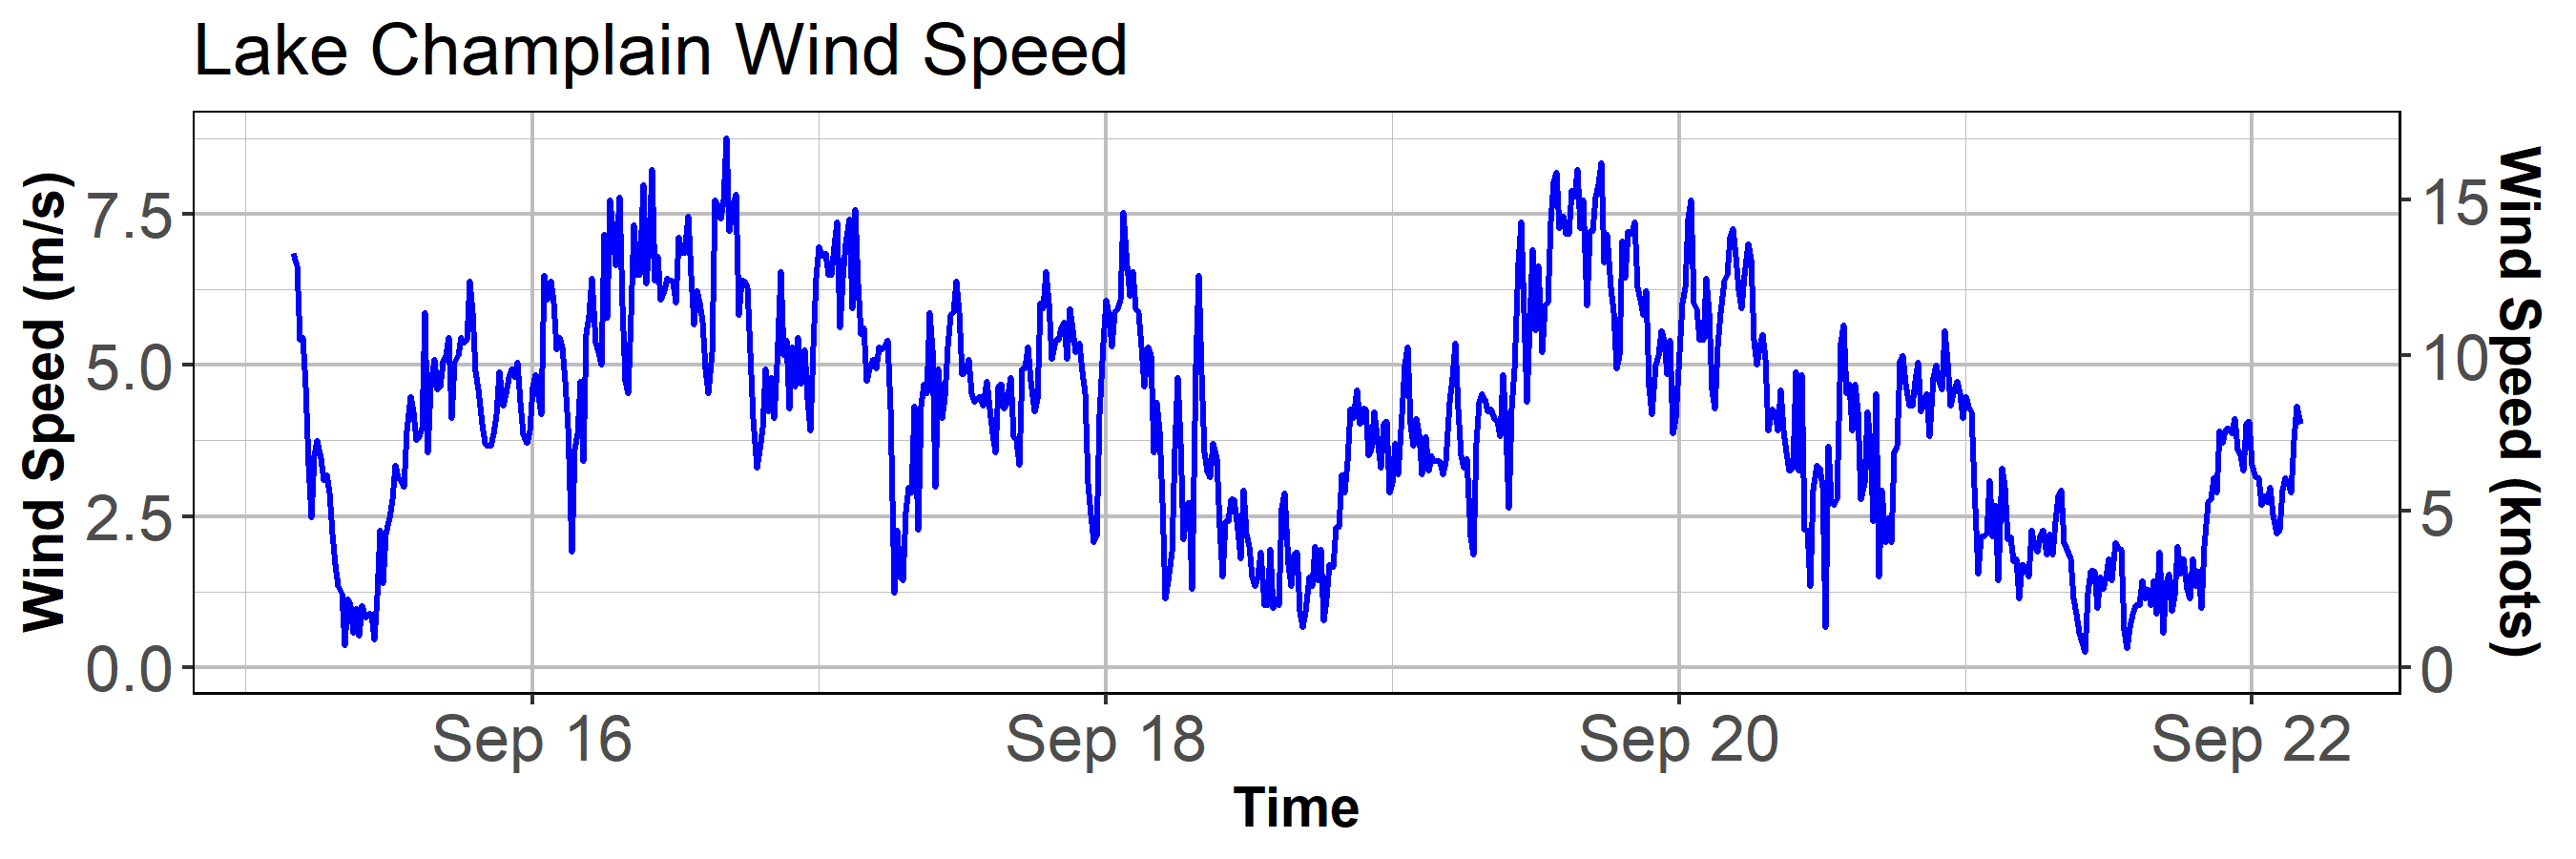 Lake Champlain Wind Speed
Wind Speed (m/s)
7.5
5.0
2.5
0.0
15
10
5
0
Wind Speed (knots)
Sep 16 Sep 18 Sep 20 Sep 22
Time